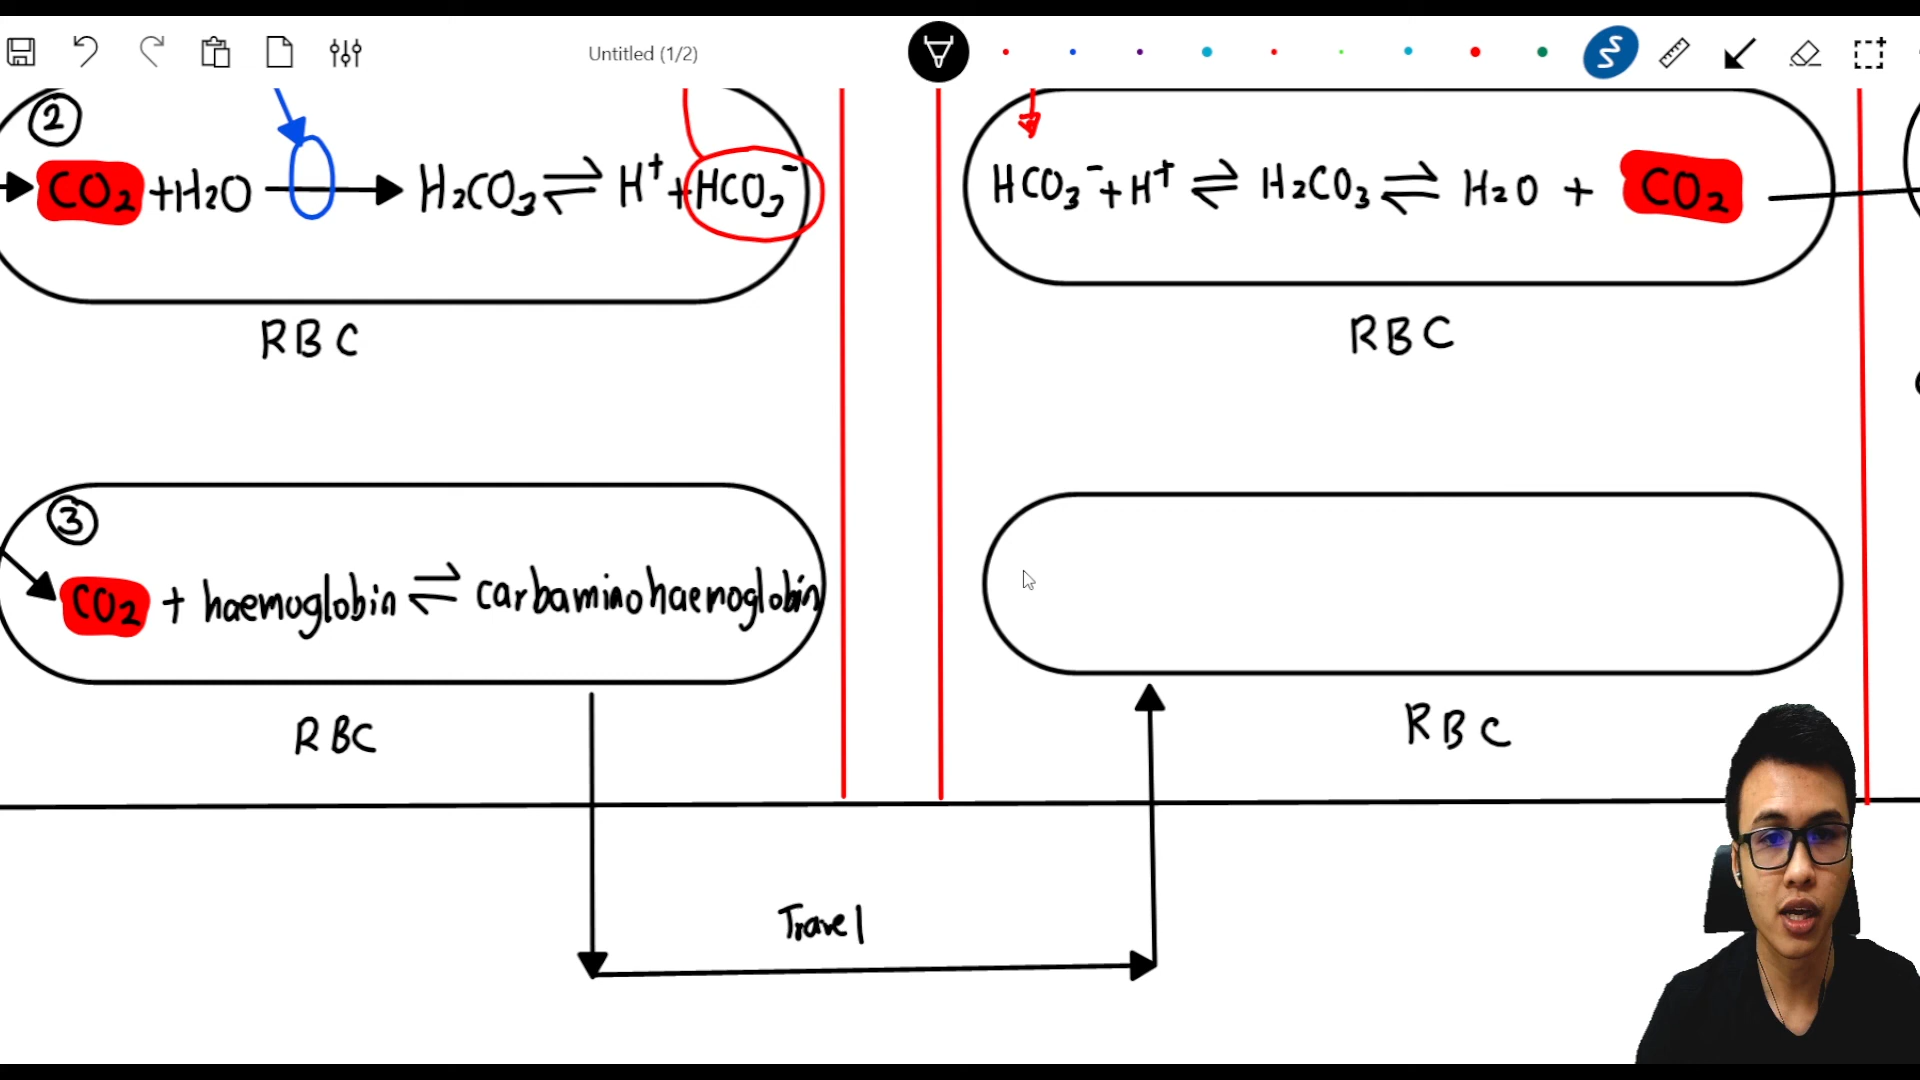 Untitled (1/2)
②
CO₂ + H₂O → H₂CO₃ ⇌ H⁺ + HCO₃⁻
HCO₃⁻ + H⁺ ⇌ H₂CO₃ ⇌ H₂O + CO₂
RBC
RBC
③
CO₂ + haemoglobin ⇌ carbaminohaemoglobin
RBC
RBC
Travel